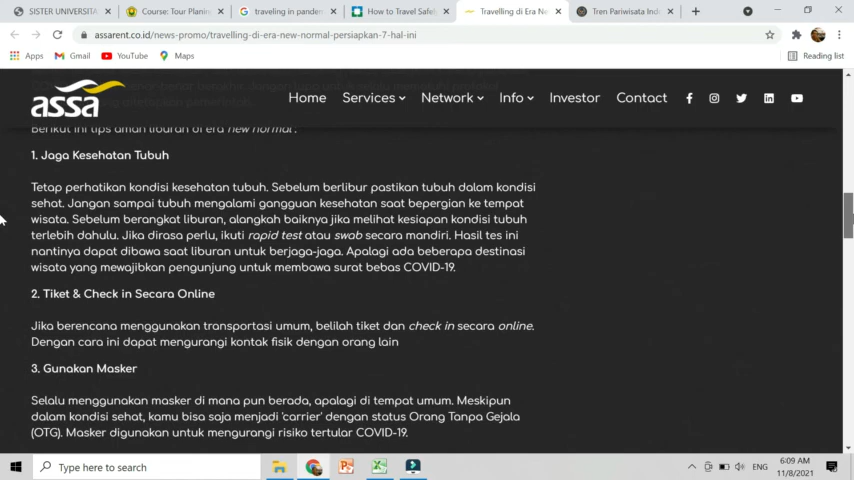 SISTER UNIVERSITA
Course: Tour Planin
traveling in panden
How to Travel Safel
Travelling di Era Ne
Tren Pariwisata Ind
assarent.co.id/news-promo/travelling-di-era-new-normal-persiapkan-7-hal-ini
Apps
Gmail
YouTube
Maps
Reading list
assa
Home
Services
Network
Info
Investor
Contact
Berikut ini tips aman liburan di era new normal :
1. Jaga Kesehatan Tubuh
Tetap perhatikan kondisi kesehatan tubuh. Sebelum berlibur pastikan tubuh dalam kondisi
sehat. Jangan sampai tubuh mengalami gangguan kesehatan saat bepergian ke tempat
wisata. Sebelum berangkat liburan, alangkah baiknya jika melihat kesiapan kondisi tubuh
terlebih dahulu. Jika dirasa perlu, ikuti rapid test atau swab secara mandiri. Hasil tes ini
nantinya dapat dibawa saat liburan untuk berjaga-jaga. Apalagi ada beberapa destinasi
wisata yang mewajibkan pengunjung untuk membawa surat bebas COVID-19.
2. Tiket & Check in Secara Online
Jika berencana menggunakan transportasi umum, belilah tiket dan check in secara online.
Dengan cara ini dapat mengurangi kontak fisik dengan orang lain
3. Gunakan Masker
Selalu menggunakan masker di mana pun berada, apalagi di tempat umum. Meskipun
dalam kondisi sehat, kamu bisa saja menjadi 'carrier' dengan status Orang Tanpa Gejala
(OTG). Masker digunakan untuk mengurangi risiko tertular COVID-19.
Type here to search
ENG
6:09 AM
11/8/2021